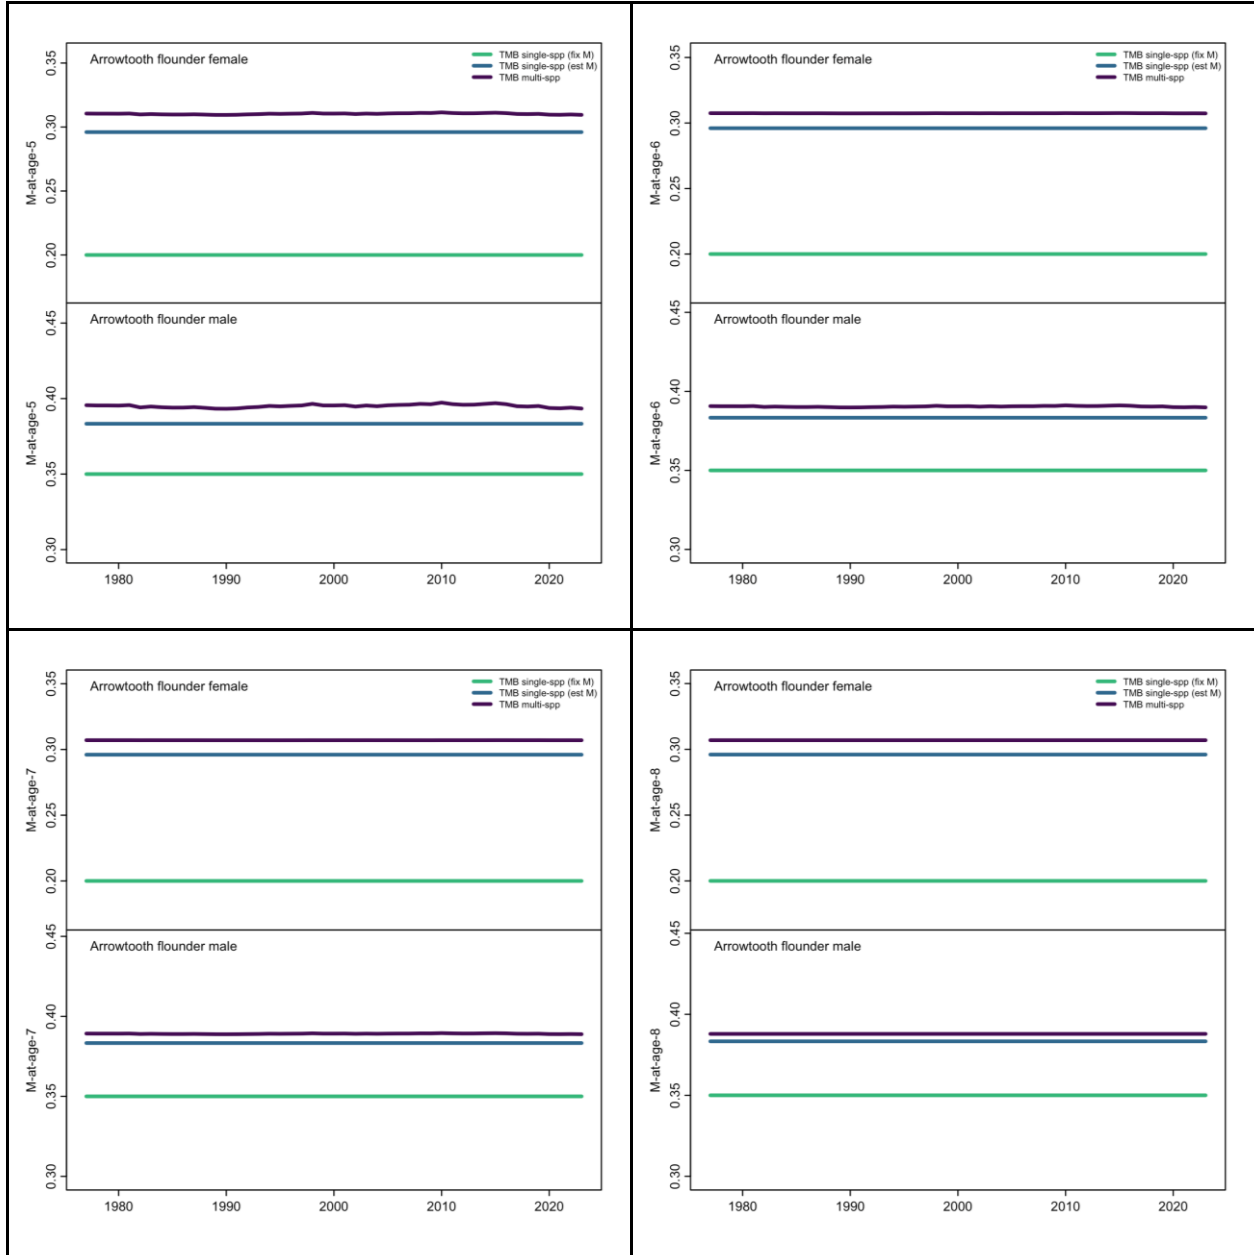 Arrowtooth flounder female
TMB single-spp (fix M)
TMB single-spp (est M)
TMB multi-spp
M-at-age-5
0.35
0.30
0.25
0.20
Arrowtooth flounder male
M-at-age-5
0.45
0.40
0.35
0.30
1980 1990 2000 2010 2020
Arrowtooth flounder female
TMB single-spp (fix M)
TMB single-spp (est M)
TMB multi-spp
M-at-age-6
0.35
0.30
0.25
0.20
Arrowtooth flounder male
M-at-age-6
0.45
0.40
0.35
0.30
1980 1990 2000 2010 2020
Arrowtooth flounder female
TMB single-spp (fix M)
TMB single-spp (est M)
TMB multi-spp
M-at-age-7
0.35
0.30
0.25
0.20
Arrowtooth flounder male
M-at-age-7
0.45
0.40
0.35
0.30
1980 1990 2000 2010 2020
Arrowtooth flounder female
TMB single-spp (fix M)
TMB single-spp (est M)
TMB multi-spp
M-at-age-8
0.35
0.30
0.25
0.20
Arrowtooth flounder male
M-at-age-8
0.45
0.40
0.35
0.30
1980 1990 2000 2010 2020